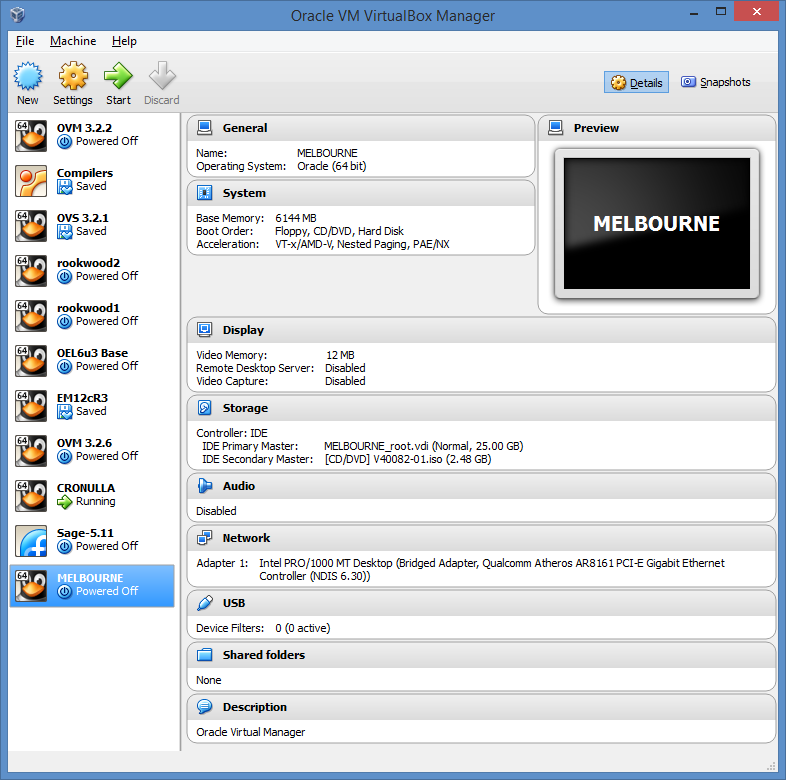 Oracle VM VirtualBox Manager
File Machine Help
New Settings Start Discard
Details Snapshots
64 OVM 3.2.2
Powered Off
Compilers
Saved
64 OVS 3.2.1
Saved
64 rookwood2
Powered Off
64 rookwood1
Powered Off
64 OEL6u3 Base
Powered Off
64 EM12cR3
Saved
64 OVM 3.2.6
Powered Off
64 CRONULLA
Running
Sage-5.11
Powered Off
64 MELBOURNE
Powered Off
General
Name: MELBOURNE
Operating System: Oracle (64 bit)
System
Base Memory: 6144 MB
Boot Order: Floppy, CD/DVD, Hard Disk
Acceleration: VT-x/AMD-V, Nested Paging, PAE/NX
Preview
MELBOURNE
Display
Video Memory: 12 MB
Remote Desktop Server: Disabled
Video Capture: Disabled
Storage
Controller: IDE
IDE Primary Master: MELBOURNE_root.vdi (Normal, 25.00 GB)
IDE Secondary Master: [CD/DVD] V40082-01.iso (2.48 GB)
Audio
Disabled
Network
Adapter 1: Intel PRO/1000 MT Desktop (Bridged Adapter, Qualcomm Atheros AR8161 PCI-E Gigabit Ethernet
Controller (NDIS 6.30))
USB
Device Filters: 0 (0 active)
Shared folders
None
Description
Oracle Virtual Manager